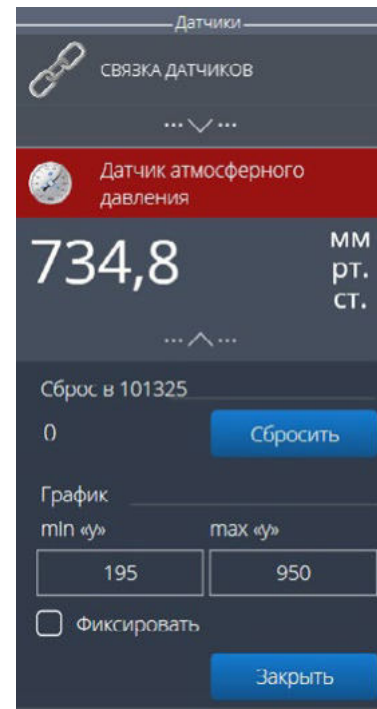 Датчики
СВЯЗКА ДАТЧИКОВ
Датчик атмосферного
давления
734,8
мм
рт.
ст.
Сброс в 101325
0
Сбросить
График
min «у»
max «у»
195
950
Фиксировать
Закрыть